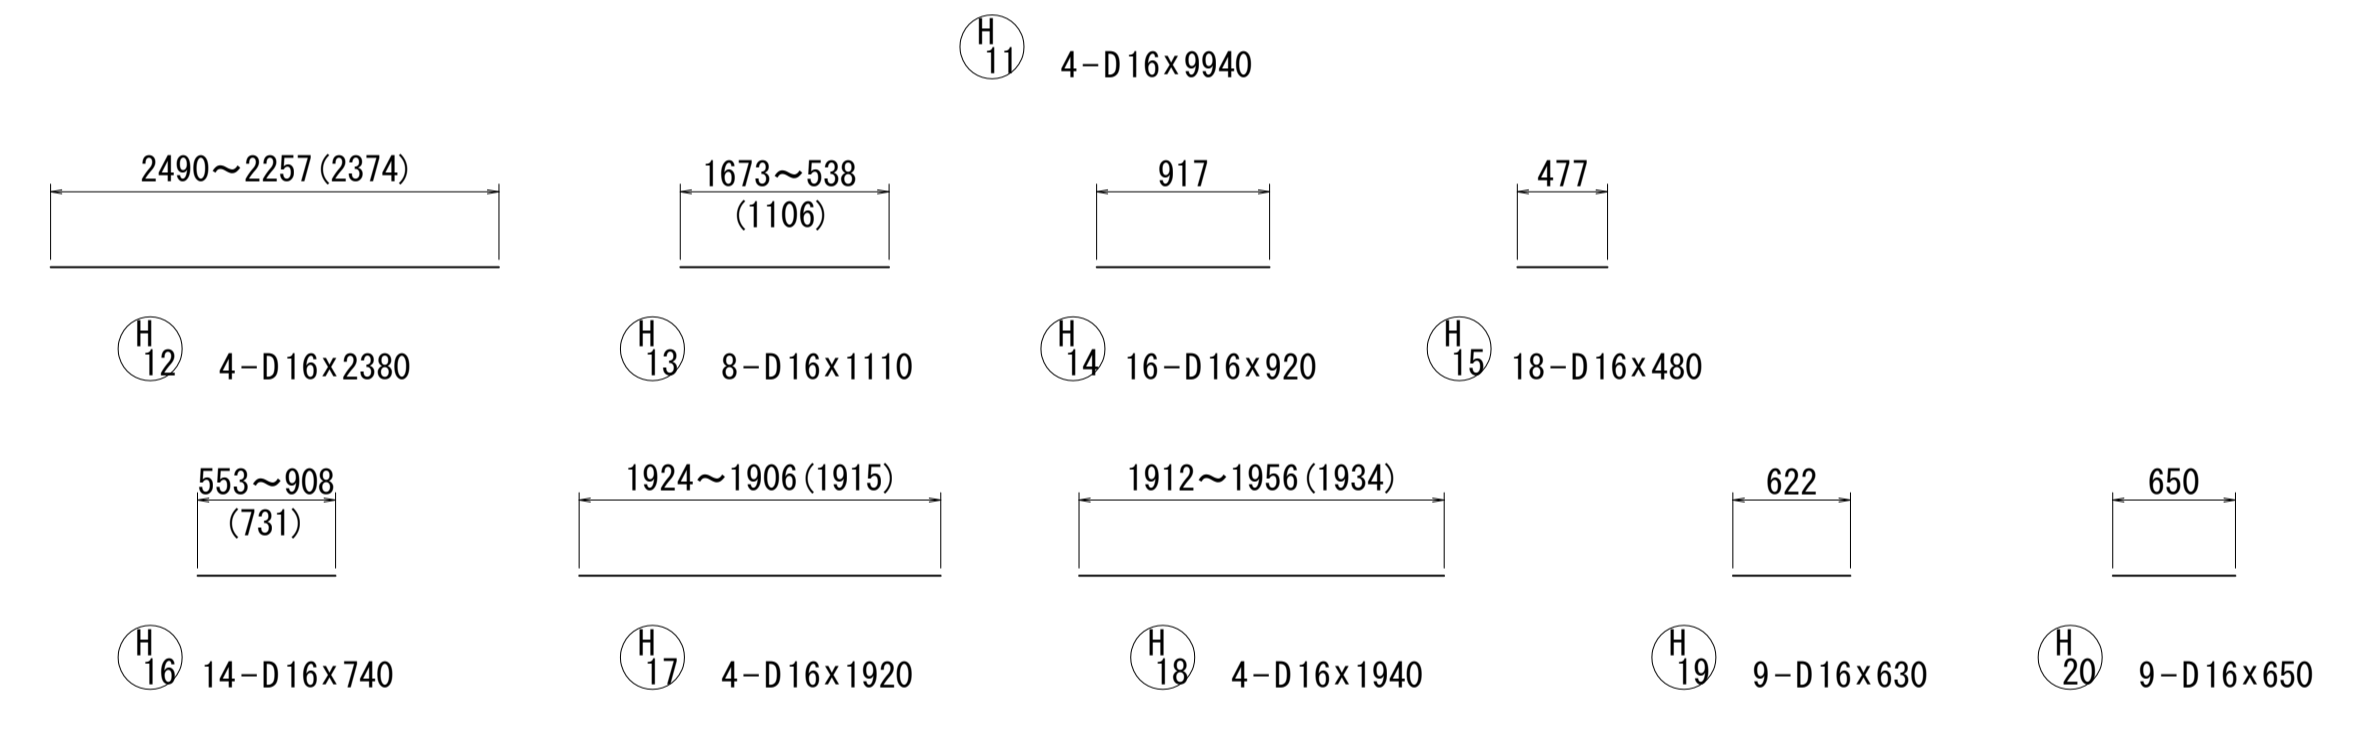 H
11 4-D16×9940
2490～2257(2374) 1673～538 917 477
(1106)
H H H H
12 4-D16×2380 13 8-D16×1110 14 16-D16×920 15 18-D16×480
553～908 1924～1906(1915) 1912～1956(1934) 622 650
(731)
H H H H H
16 14-D16×740 17 4-D16×1920 18 4-D16×1940 19 9-D16×630 20 9-D16×650